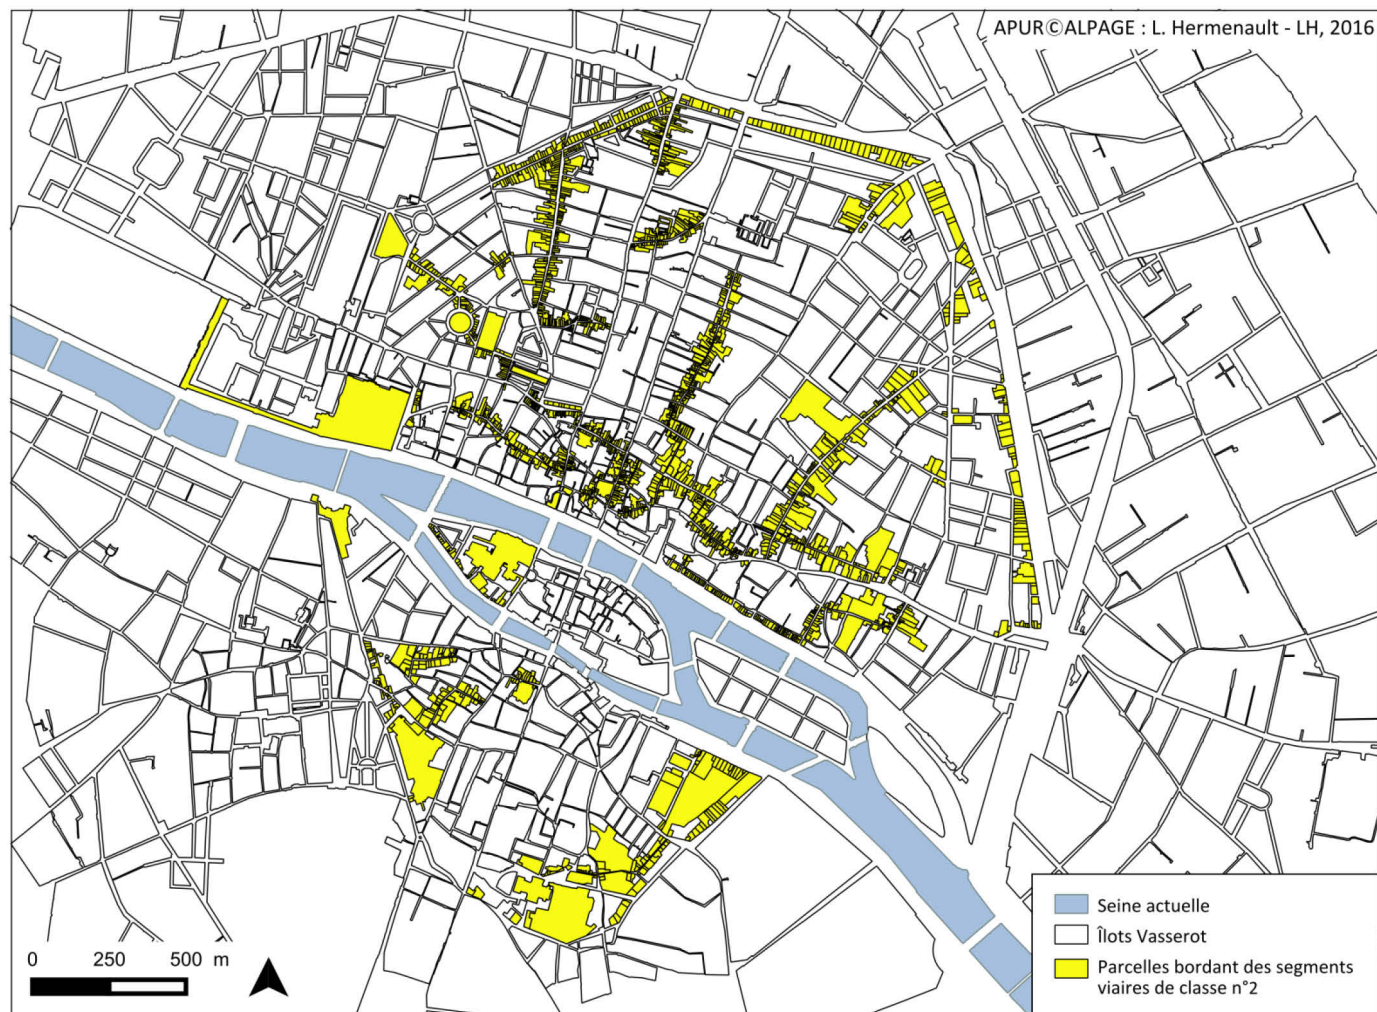 APUR©ALPAGE : L. Hermenault - LH, 2016
Seine actuelle
Îlots Vasserot
Parcelles bordant des segments
viaires de classe n°2
0 250 500 m